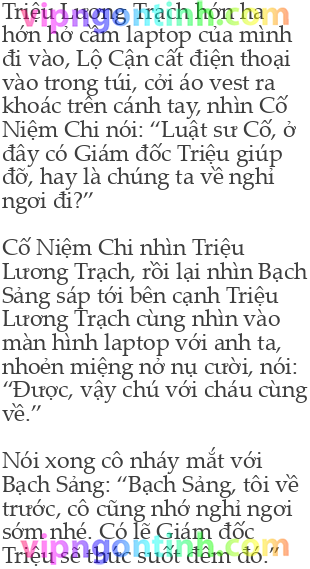 Triệu Lương Trạch hớn ha
hớn hở cầm laptop của mình
đi vào, Lộ Cận cất điện thoại
vào trong túi, cởi áo vest ra
khoác trên cánh tay, nhìn Cố
Niệm Chi nói: “Luật sư Cố, ở
đây có Giám đốc Triệu giúp
đỡ, hay là chúng ta về nghỉ
ngơi đi?”
Cố Niệm Chi nhìn Triệu
Lương Trạch, rồi lại nhìn Bạch
Sảng sáp tới bên cạnh Triệu
Lương Trạch cùng nhìn vào
màn hình laptop với anh ta,
nhoẻn miệng nở nụ cười, nói:
“Được, vậy chú với cháu cùng
về.”
Nói xong cô nháy mắt với
Bạch Sảng: “Bạch Sảng, tôi về
trước, cô cũng nhớ nghỉ ngơi
sớm nhé. Có lẽ Giám đốc
Triệu sẽ thức suốt đêm đó.”
vipngontinh.com
vipngontinh.com